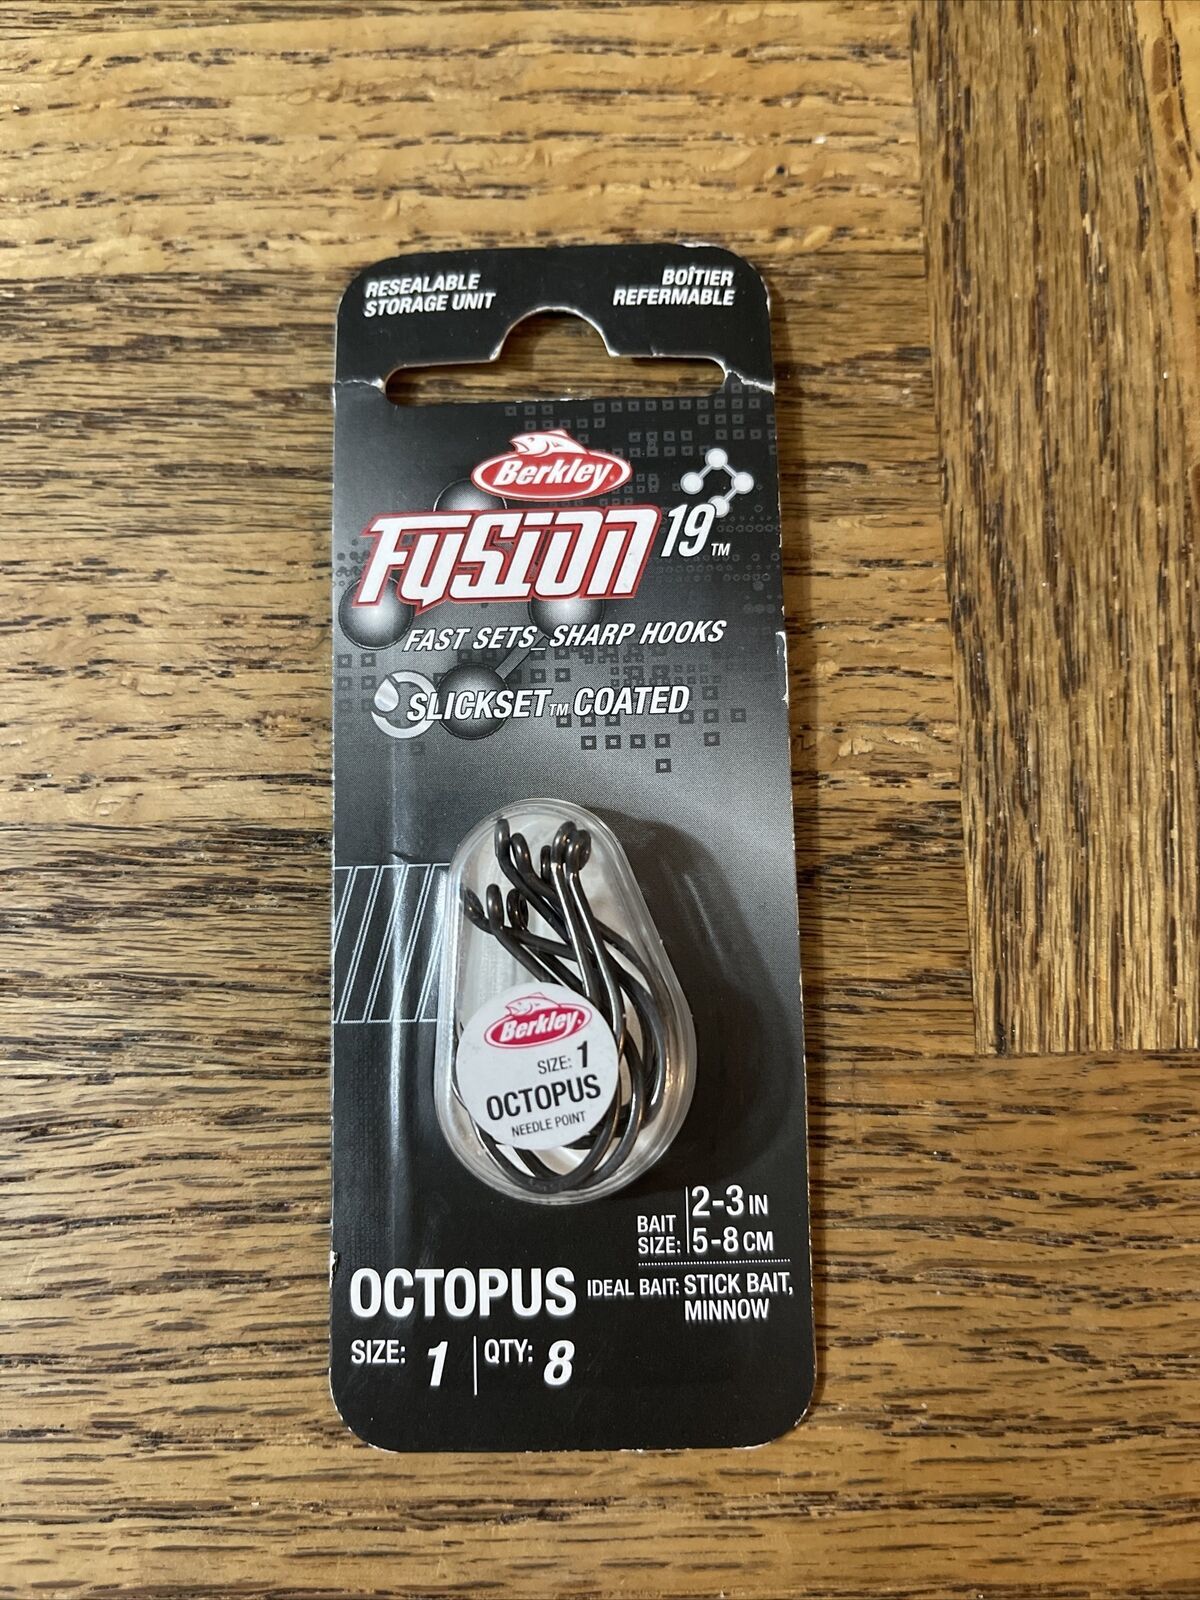 RESEALABLE
STORAGE UNIT
BOÎTIER
REFERMABLE
Berkley
FUSION 19™
FAST SETS_SHARP HOOKS
SLICKSET™ COATED
Berkley
SIZE: 1
OCTOPUS
NEEDLE POINT
BAIT SIZE:
2-3 IN
5-8 CM
OCTOPUS
IDEAL BAIT: STICK BAIT,
MINNOW
SIZE: 1 QTY: 8